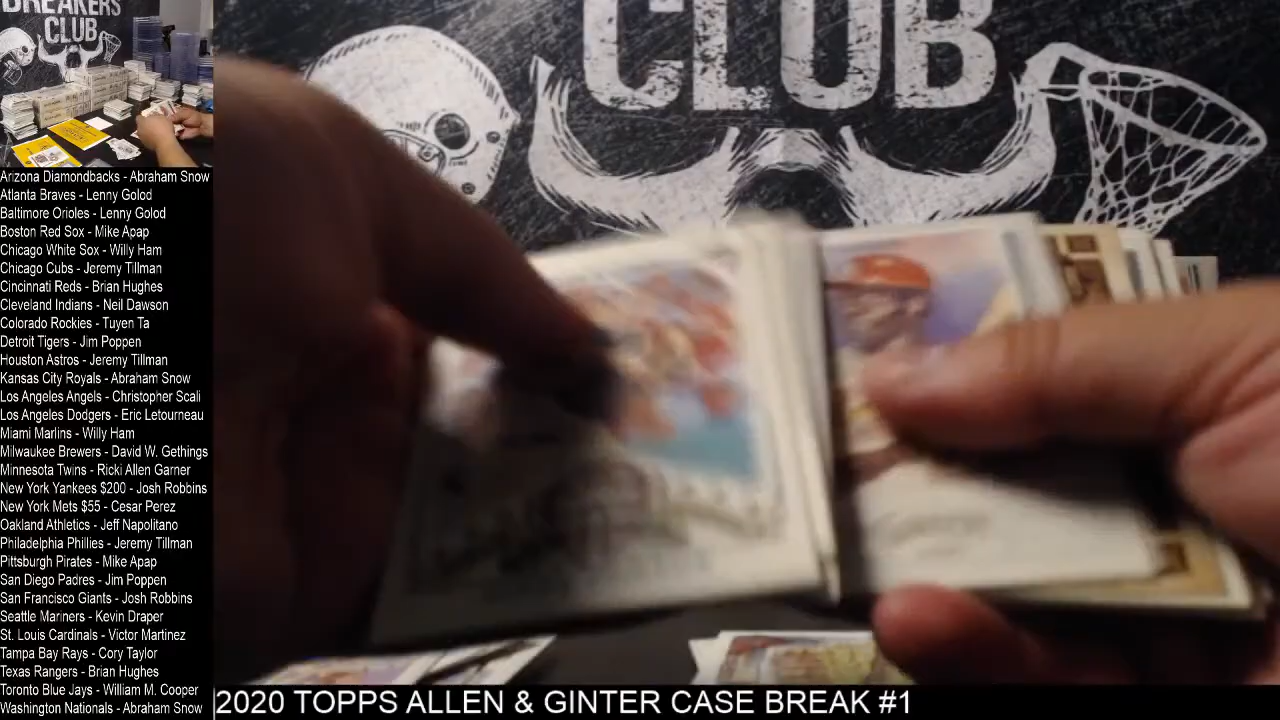 BREAKERS
CLUB
CLUB
Arizona Diamondbacks - Abraham Snow
Atlanta Braves - Lenny Golod
Baltimore Orioles - Lenny Golod
Boston Red Sox - Mike Apap
Chicago White Sox - Willy Ham
Chicago Cubs - Jeremy Tillman
Cincinnati Reds - Brian Hughes
Cleveland Indians - Neil Dawson
Colorado Rockies - Tuyen Ta
Detroit Tigers - Jim Poppen
Houston Astros - Jeremy Tillman
Kansas City Royals - Abraham Snow
Los Angeles Angels - Christopher Scali
Los Angeles Dodgers - Eric Letourneau
Miami Marlins - Willy Ham
Milwaukee Brewers - David W. Gethings
Minnesota Twins - Ricki Allen Garner
New York Yankees $200 - Josh Robbins
New York Mets $55 - Cesar Perez
Oakland Athletics - Jeff Napolitano
Philadelphia Phillies - Jeremy Tillman
Pittsburgh Pirates - Mike Apap
San Diego Padres - Jim Poppen
San Francisco Giants - Josh Robbins
Seattle Mariners - Kevin Draper
St. Louis Cardinals - Victor Martinez
Tampa Bay Rays - Cory Taylor
Texas Rangers - Brian Hughes
Toronto Blue Jays - William M. Cooper
Washington Nationals - Abraham Snow
2020 TOPPS ALLEN & GINTER CASE BREAK #1